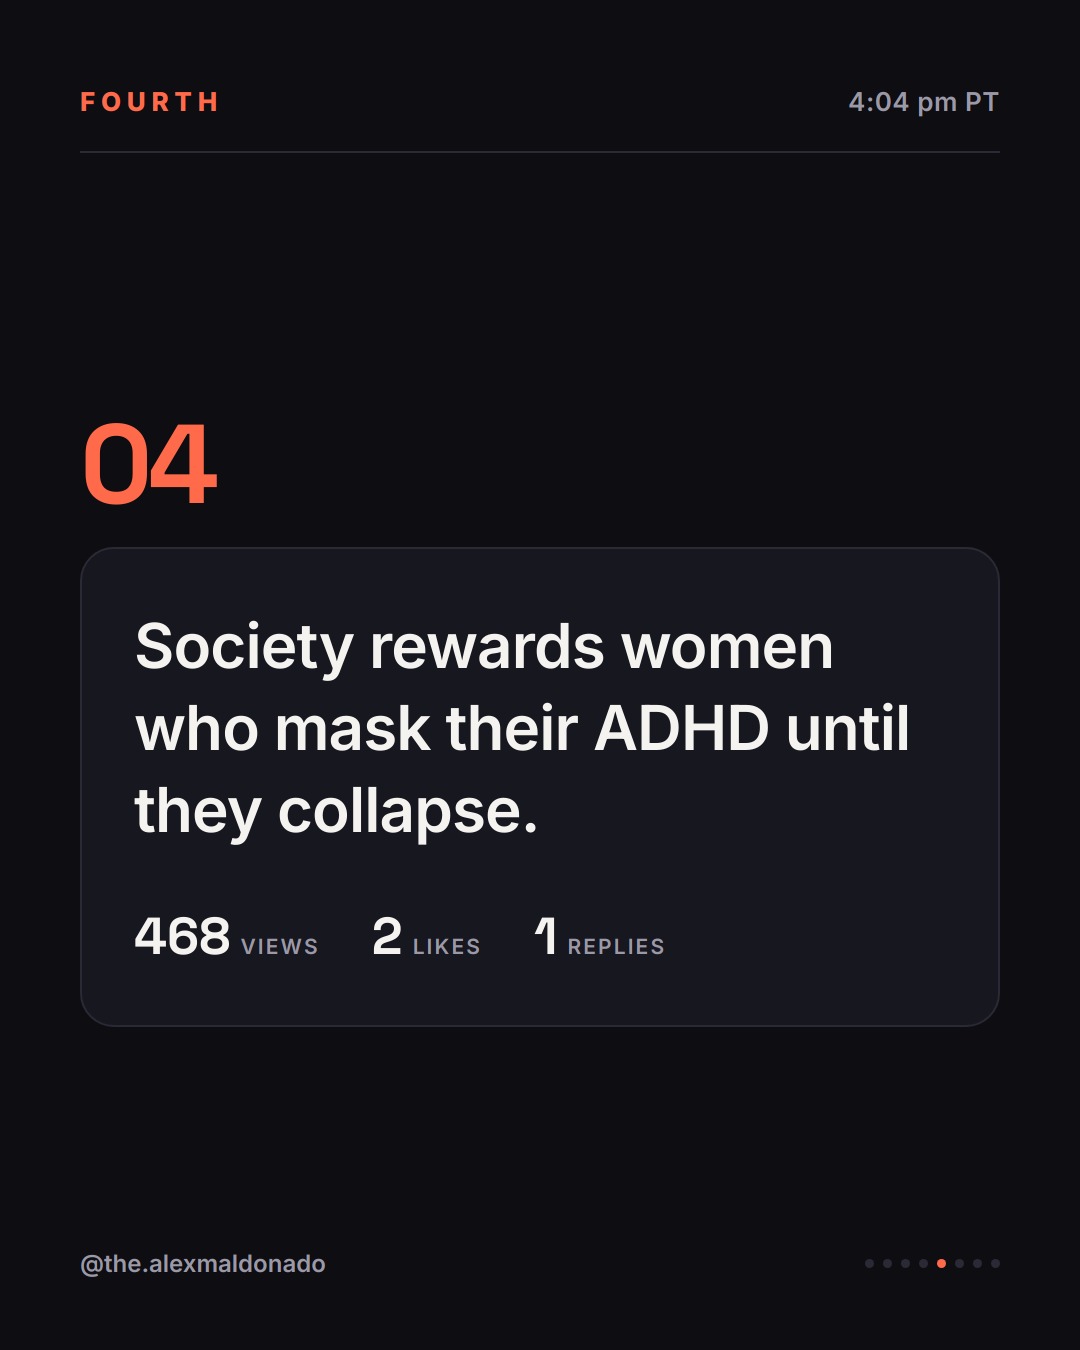 FOURTH
4:04 pm PT
04
Society rewards women
who mask their ADHD until
they collapse.
468 VIEWS 2 LIKES 1 REPLIES
@the.alexmaldonado